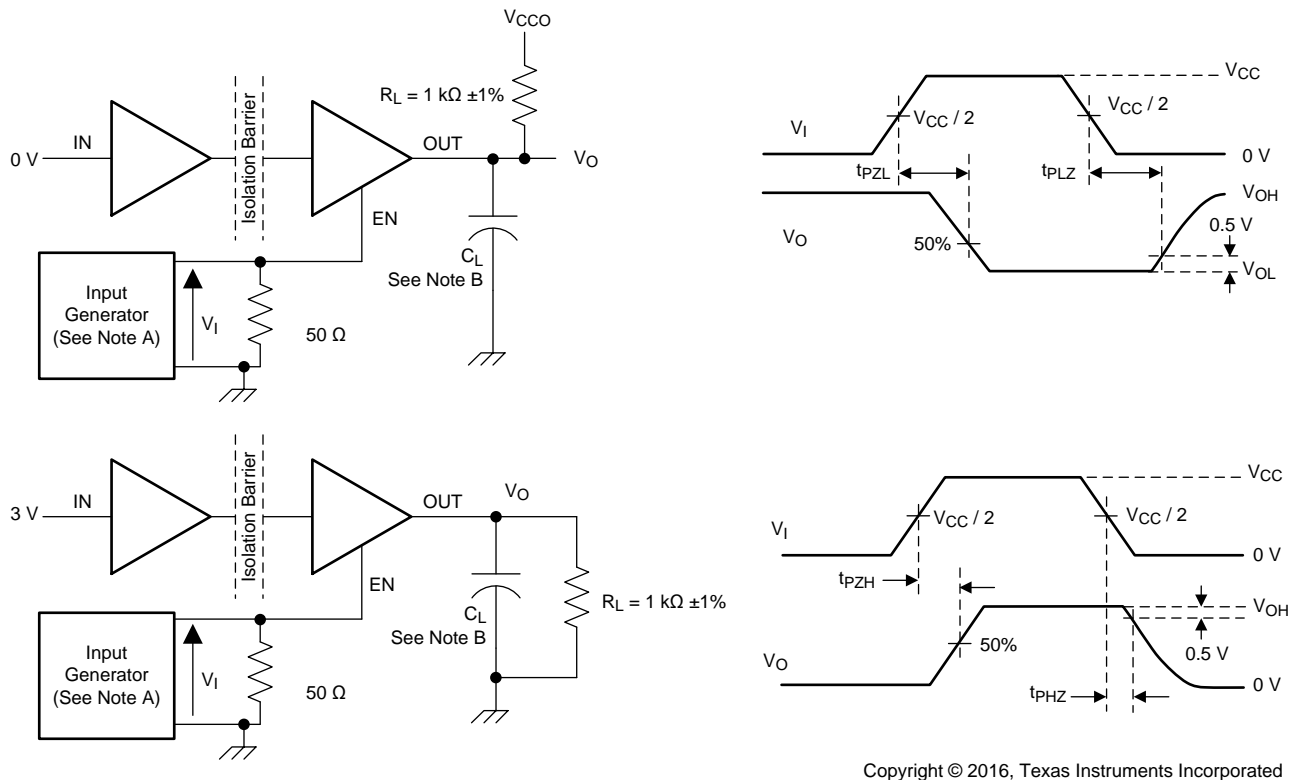 VCCO
RL = 1 kΩ ±1%
0 V
IN
Isolation Barrier
OUT
VO
EN
CL
See Note B
Input
Generator
(See Note A)
VI
50 Ω
VI
VCC / 2
VCC / 2
VCC
0 V
tPZL
tPLZ
VO
50%
VOH
0.5 V
VOL
3 V
IN
Isolation Barrier
OUT
VO
EN
CL
See Note B
RL = 1 kΩ ±1%
Input
Generator
(See Note A)
VI
50 Ω
VI
VCC / 2
VCC / 2
VCC
0 V
tPZH
VO
50%
tPHZ
VOH
0.5 V
0 V
Copyright © 2016, Texas Instruments Incorporated